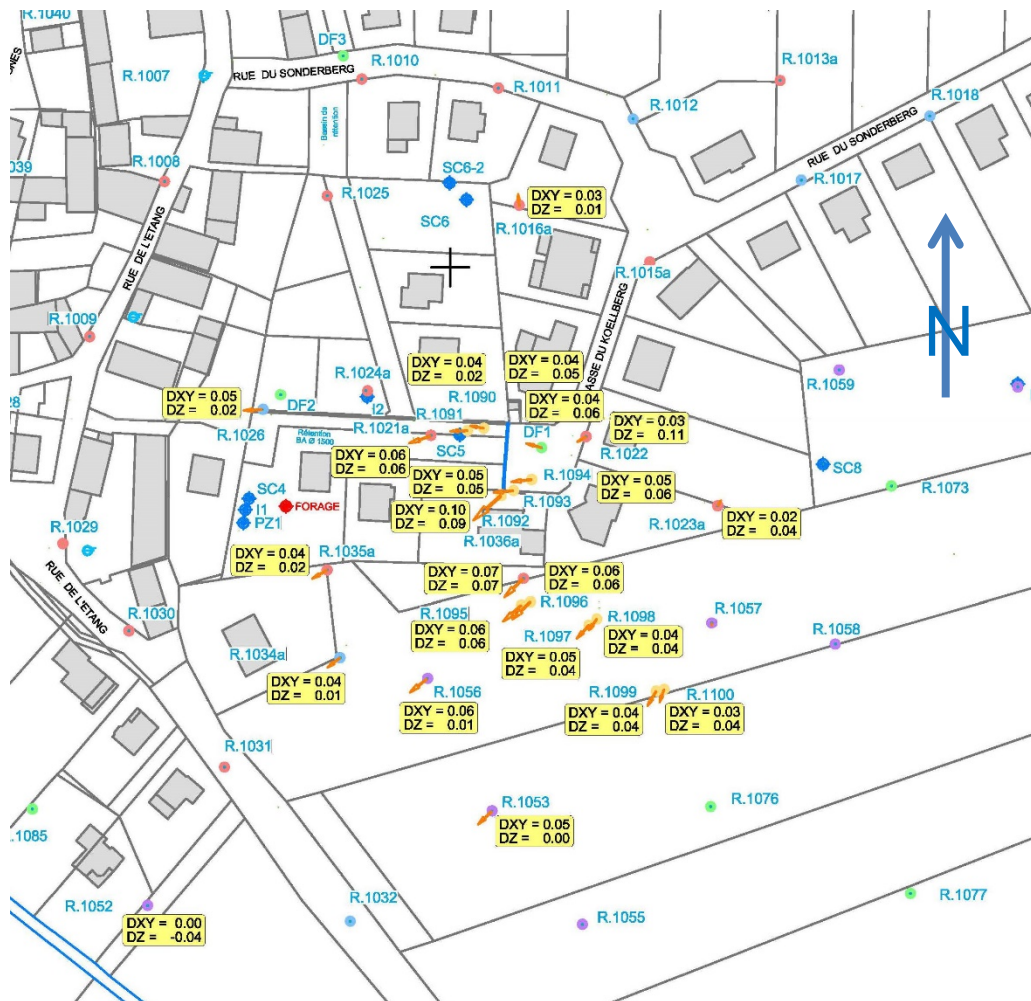 R.1040
DF3
R.1010
R.1007
RUE DU SONDERBERG
R.1011
R.1013a
R.1012
R.1018
RUE DU SONDERBERG
Bassin de
rétention
R.1008
SC6-2
R.1017
R.1025
SC6
DXY = 0.03
DZ = 0.01
R.1016a
RUE DE L'ETANG
R.1015a
R.1009
N
ASSE DU KOELLBERG
DXY = 0.04
DZ = 0.02
DXY = 0.04
DZ = 0.05
R.1059
R.1024a
I2
R.1090
DXY = 0.05
DZ = 0.02
DF2
R.1091
DXY = 0.04
DZ = 0.06
R.1026
Rétention
BA Ø 1500
R.1021a
SC5
DF1
DXY = 0.03
DZ = 0.11
R.1022
DXY = 0.06
DZ = 0.06
SC8
DXY = 0.05
DZ = 0.05
R.1094
DXY = 0.05
DZ = 0.06
R.1073
SC4
I1
PZ1
FORAGE
R.1093
DXY = 0.10
DZ = 0.09
R.1092
R.1023a
DXY = 0.02
DZ = 0.04
R.1036a
R.1029
R.1035a
DXY = 0.04
DZ = 0.02
DXY = 0.07
DZ = 0.07
DXY = 0.06
DZ = 0.06
RUE DE L'ETANG
R.1030
R.1095
R.1096
R.1098
R.1057
R.1058
DXY = 0.06
DZ = 0.06
R.1097
DXY = 0.04
DZ = 0.04
R.1034a
DXY = 0.05
DZ = 0.04
DXY = 0.04
DZ = 0.01
R.1056
R.1099
R.1100
DXY = 0.06
DZ = 0.01
DXY = 0.04
DZ = 0.04
DXY = 0.03
DZ = 0.04
R.1031
R.1053
R.1076
DXY = 0.05
DZ = 0.00
.1085
R.1052
DXY = 0.00
DZ = -0.04
R.1032
R.1055
R.1077